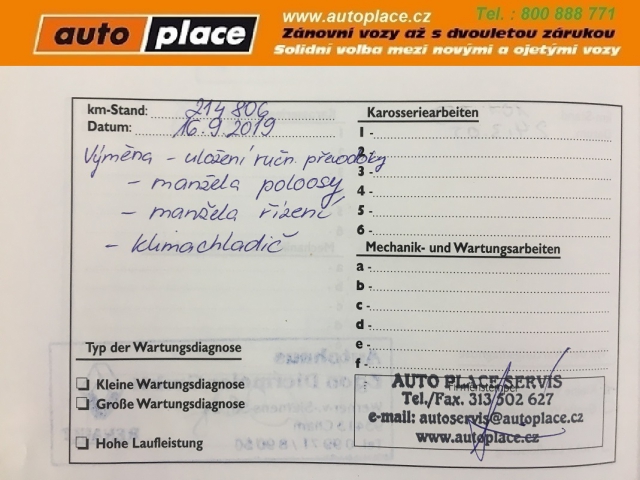 auto place
www.autoplace.cz
Tel. : 800 888 771
Zánovní vozy až s dvouletou zárukou
Solidní volba mezi novými a ojetými vozy
km-Stand: 214 806
Datum: 16.9.2019
Výměna - uložení ručn. převodovky
- manžeta poloosy
- manžeta řízení
- klimachladič
Typ der Wartungsdiagnose
Kleine Wartungsdiagnose
Große Wartungsdiagnose
Hohe Laufleistung
Karosseriearbeiten
1 -
2 -
3 -
4 -
5 -
6 -
Mechanik- und Wartungsarbeiten
a -
b -
c -
d -
e -
f -
Firmenstempel
AUTO PLACE SERVIS
Tel./Fax. 313 502 627
e-mail: autoservis@autoplace.cz
www.autoplace.cz